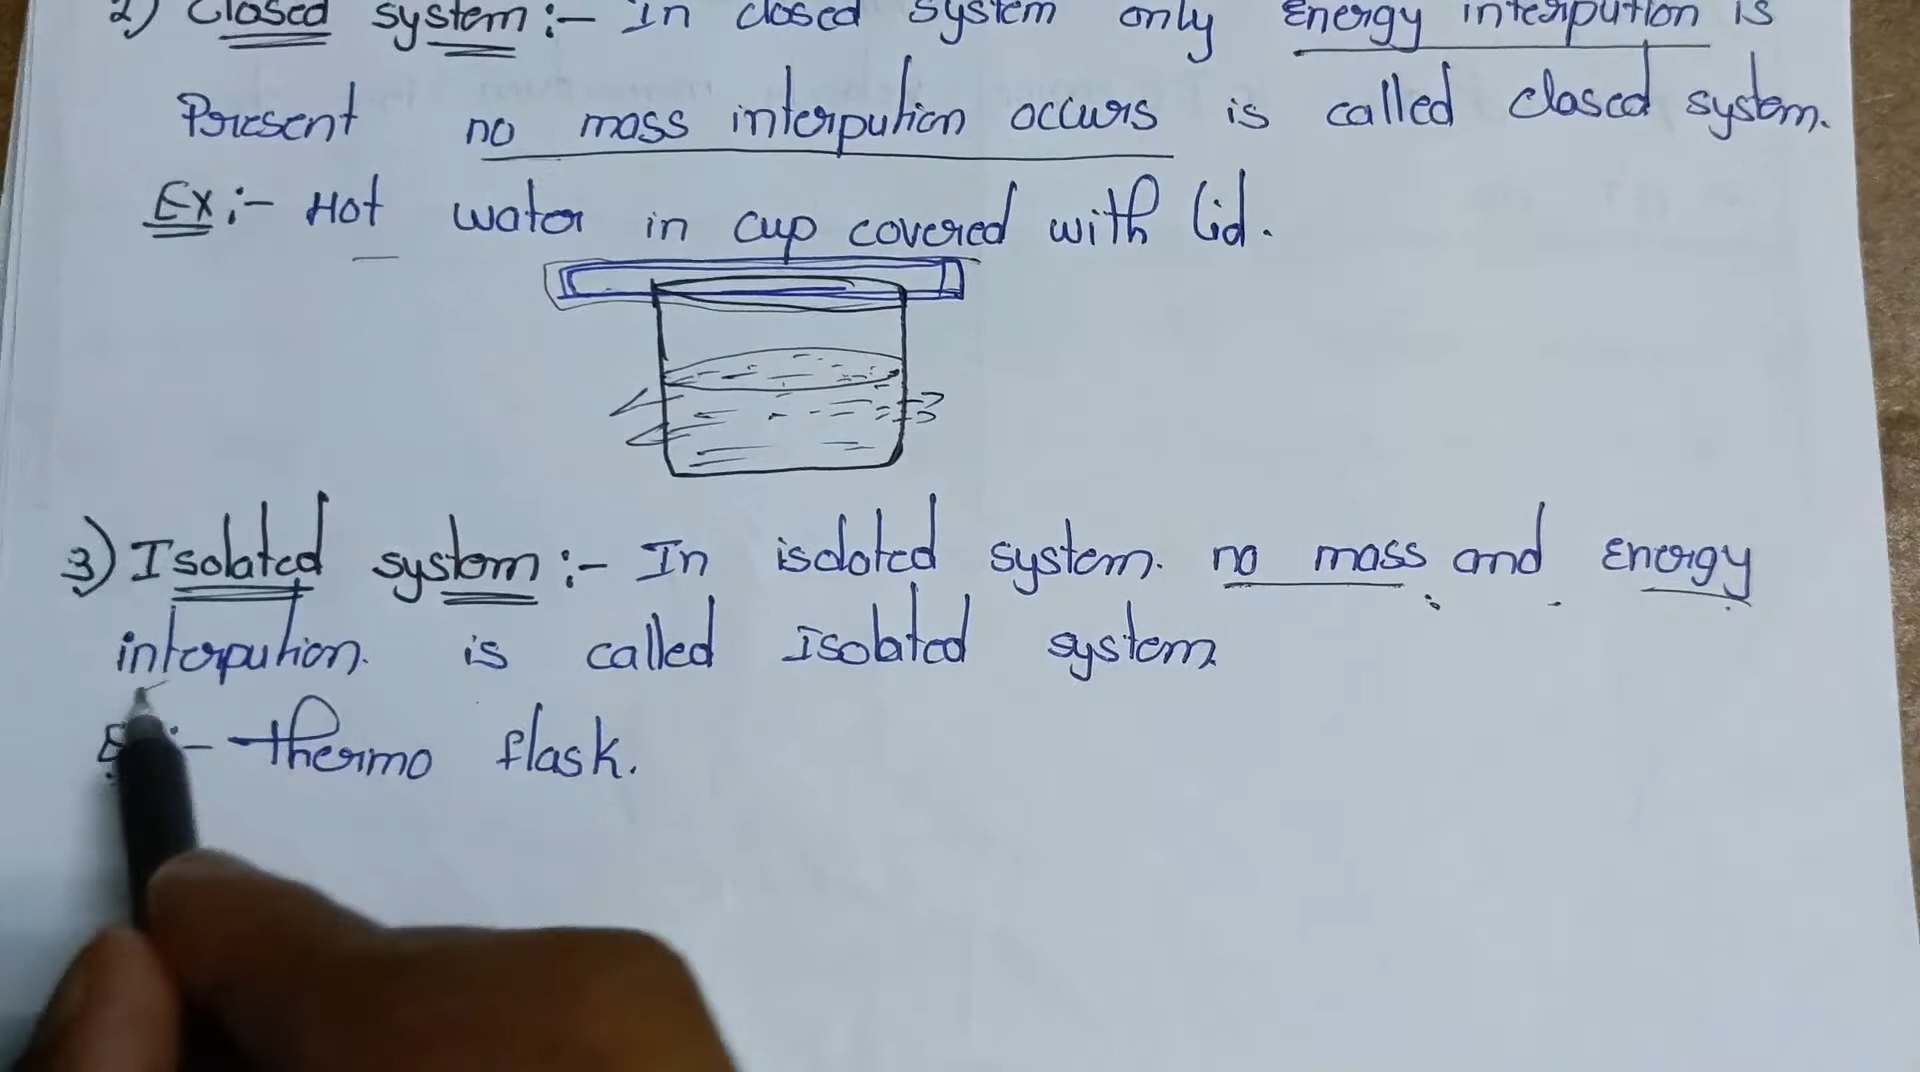 2) Closed system :- In closed system only Energy interpution is
Present no mass interpution occurs is called closed system.
Ex :- Hot water in cup covered with lid.
3) Isolated system :- In isolated system. no mass and Energy
interpution. is called Isolated system
:- thermo flask.